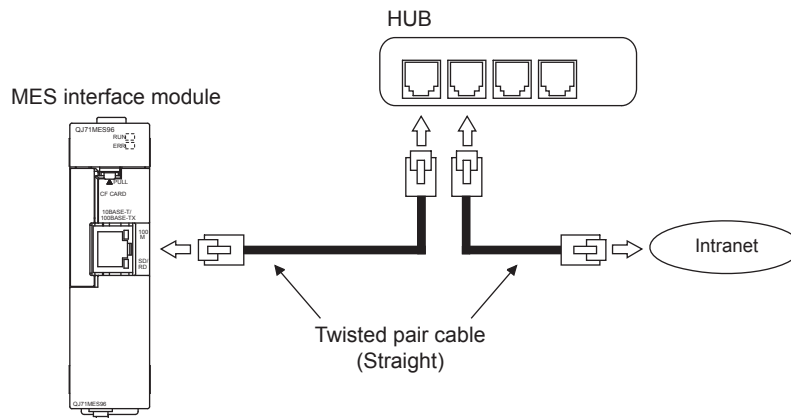 HUB
MES interface module
QJ71MES96
RUN
ERR
PULL
CF CARD
10BASE-T/
100BASE-TX
100
M
SD/
RD
Intranet
Twisted pair cable
(Straight)
QJ71MES96